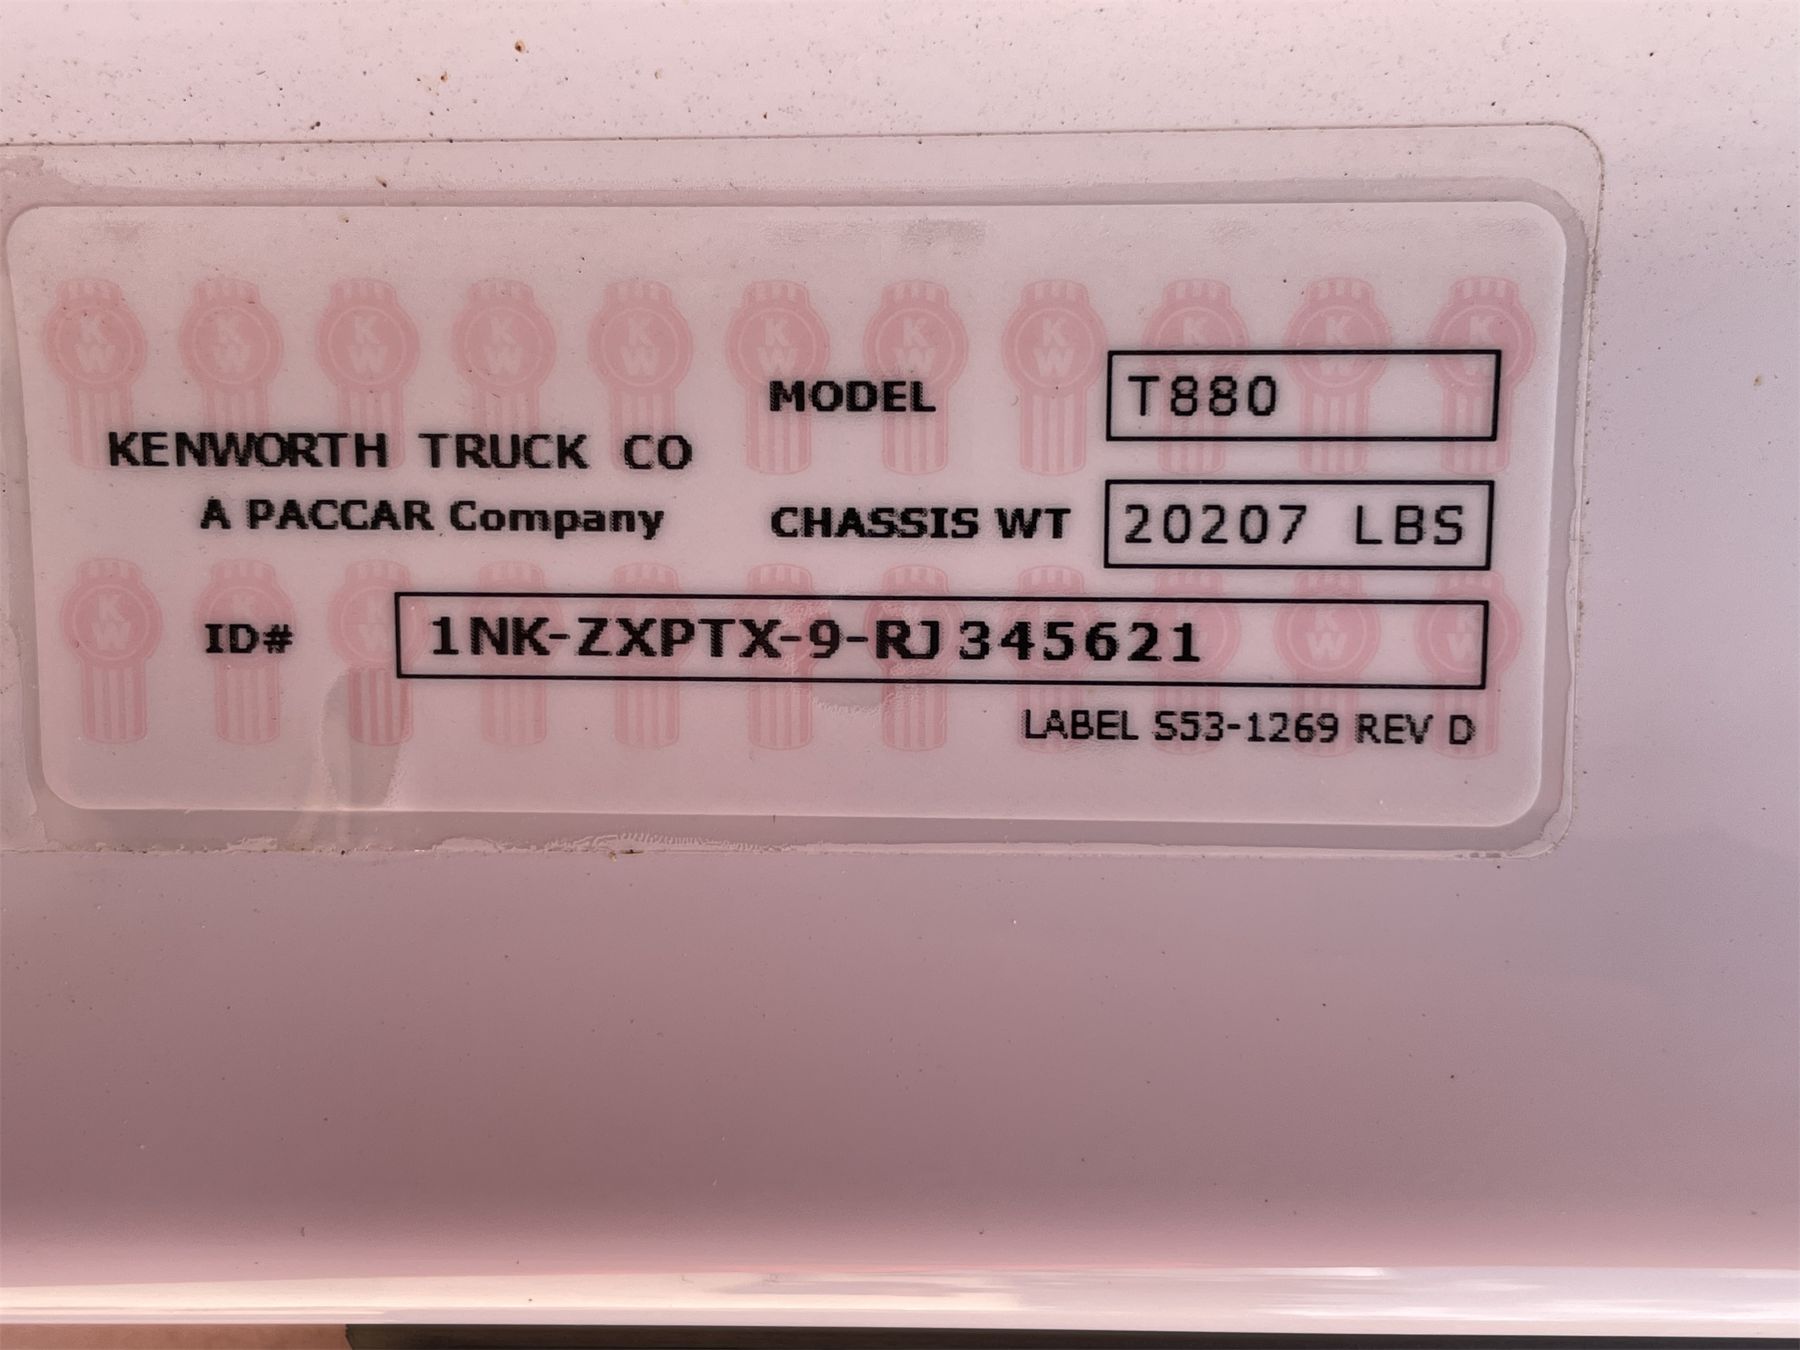 MODEL T880
KENWORTH TRUCK CO
A PACCAR Company
CHASSIS WT 20207 LBS
ID# 1NK-ZXPTX-9-RJ345621
LABEL S53-1269 REV D